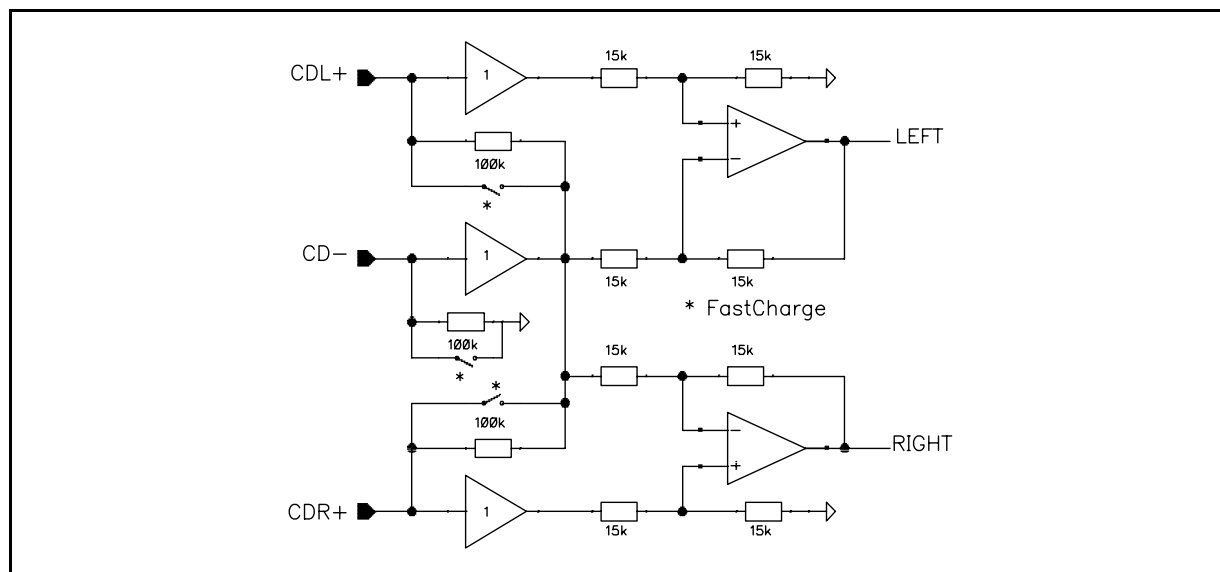 15k 15k
CDL+ 1
+
100k
LEFT
−
*
CD− 1
15k 15k
* FastCharge
100k
15k 15k
*
*
100k
−
RIGHT
+
CDR+ 1
15k 15k